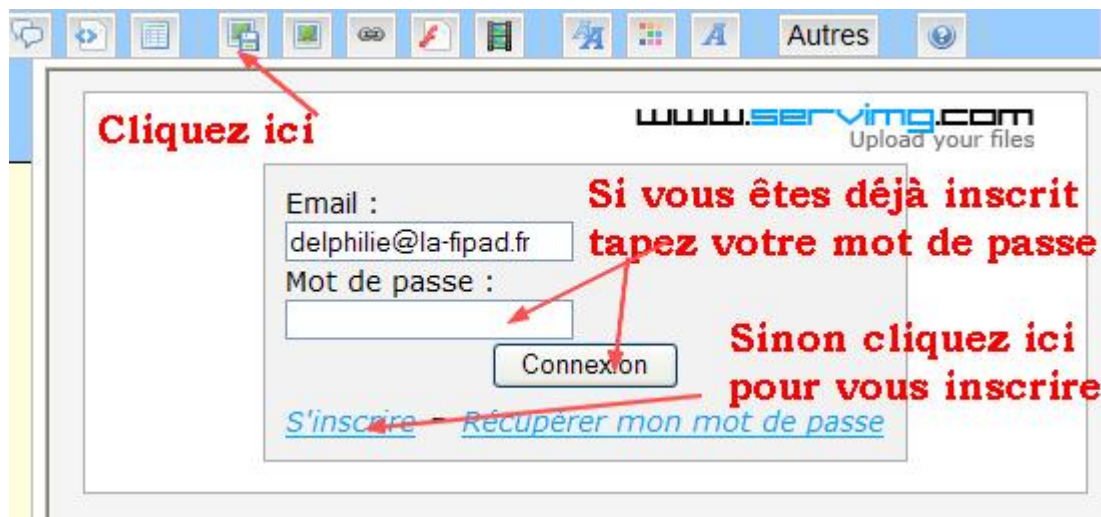 Autres
Cliquez ici
www.servimg.com
Upload your files
Si vous êtes déjà inscrit
tapez votre mot de passe
Email :
delphilie@la-fipad.fr
Mot de passe :
Sinon cliquez ici
pour vous inscrire
Connexion
S'inscrire - Récupérer mon mot de passe